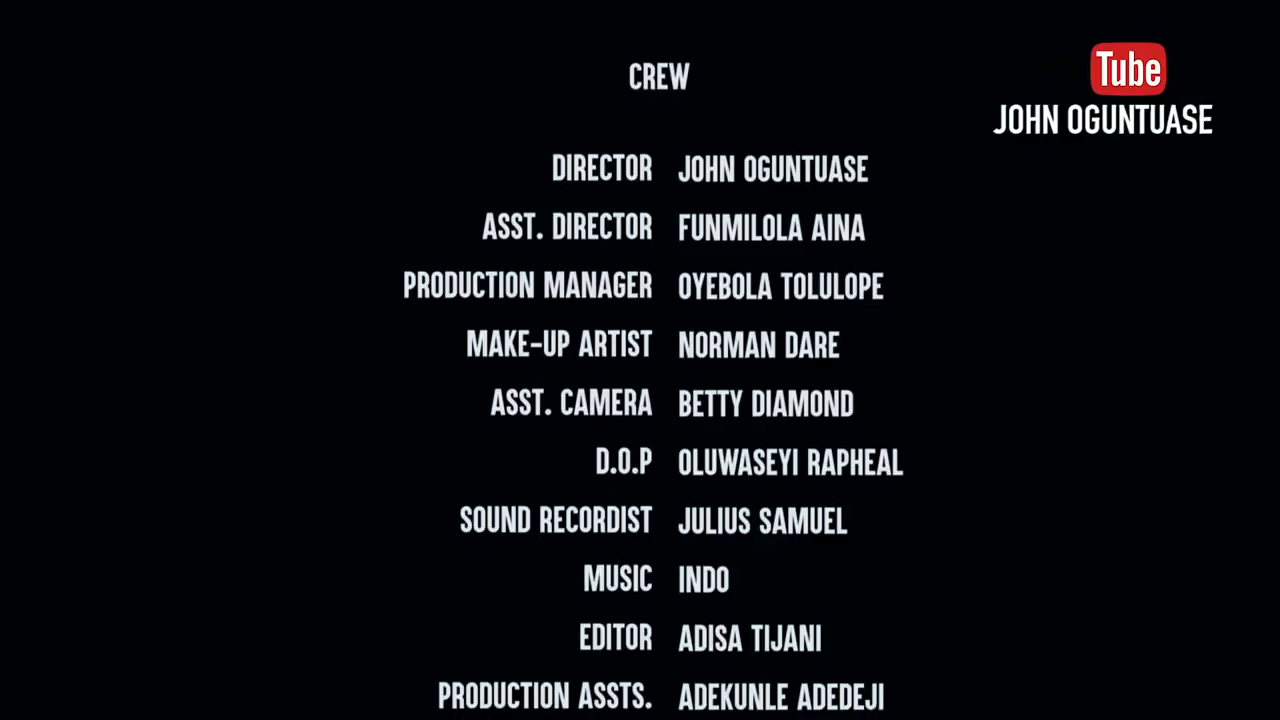 CREW
Tube
JOHN OGUNTUASE
DIRECTOR JOHN OGUNTUASE
ASST. DIRECTOR FUNMILOLA AINA
PRODUCTION MANAGER OYEBOLA TOLULOPE
MAKE-UP ARTIST NORMAN DARE
ASST. CAMERA BETTY DIAMOND
D.O.P OLUWASEYI RAPHEAL
SOUND RECORDIST JULIUS SAMUEL
MUSIC INDO
EDITOR ADISA TIJANI
PRODUCTION ASSTS. ADEKUNLE ADEDEJI